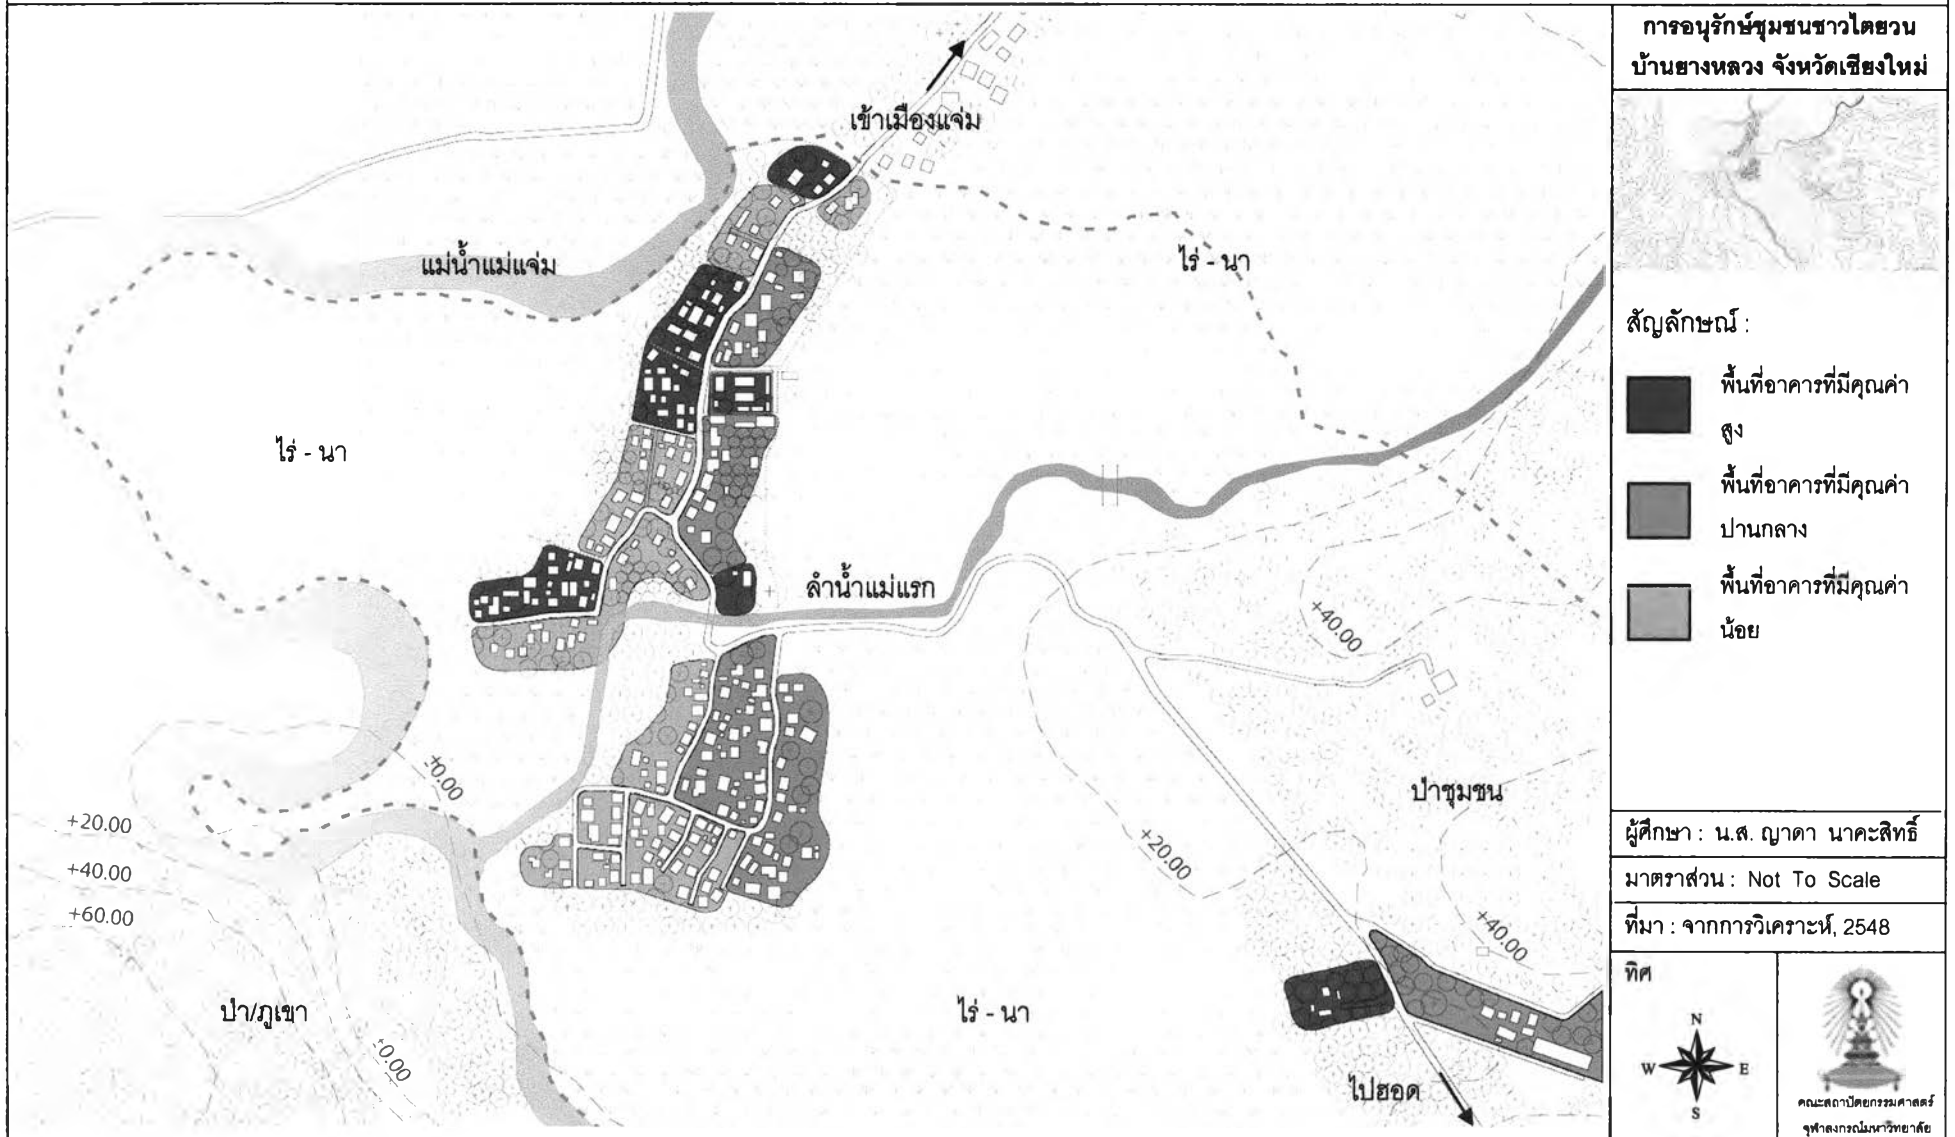 การอนุรักษ์ชุมชนชาวไตยวน
บ้านยางหลวง จังหวัดเชียงใหม่
เข้าเมืองแจ่ม
แม่น้ำแม่แจ่ม
ไร่ - นา
ไร่ - นา
ลำน้ำแม่แรก
+40.00
±0.00
ป่าชุมชน
+20.00
+20.00
+40.00
+60.00
+40.00
ป่า/ภูเขา
±0.00
ไร่ - นา
ไปฮอด
สัญลักษณ์ :
พื้นที่อาคารที่มีคุณค่า
สูง
พื้นที่อาคารที่มีคุณค่า
ปานกลาง
พื้นที่อาคารที่มีคุณค่า
น้อย
ผู้ศึกษา : น.ส. ญาดา นาคะสิทธิ์
มาตราส่วน : Not To Scale
ที่มา : จากการวิเคราะห์, 2548
ทิศ
N
W E
S
คณะสถาปัตยกรรมศาสตร์
จุฬาลงกรณ์มหาวิทยาลัย